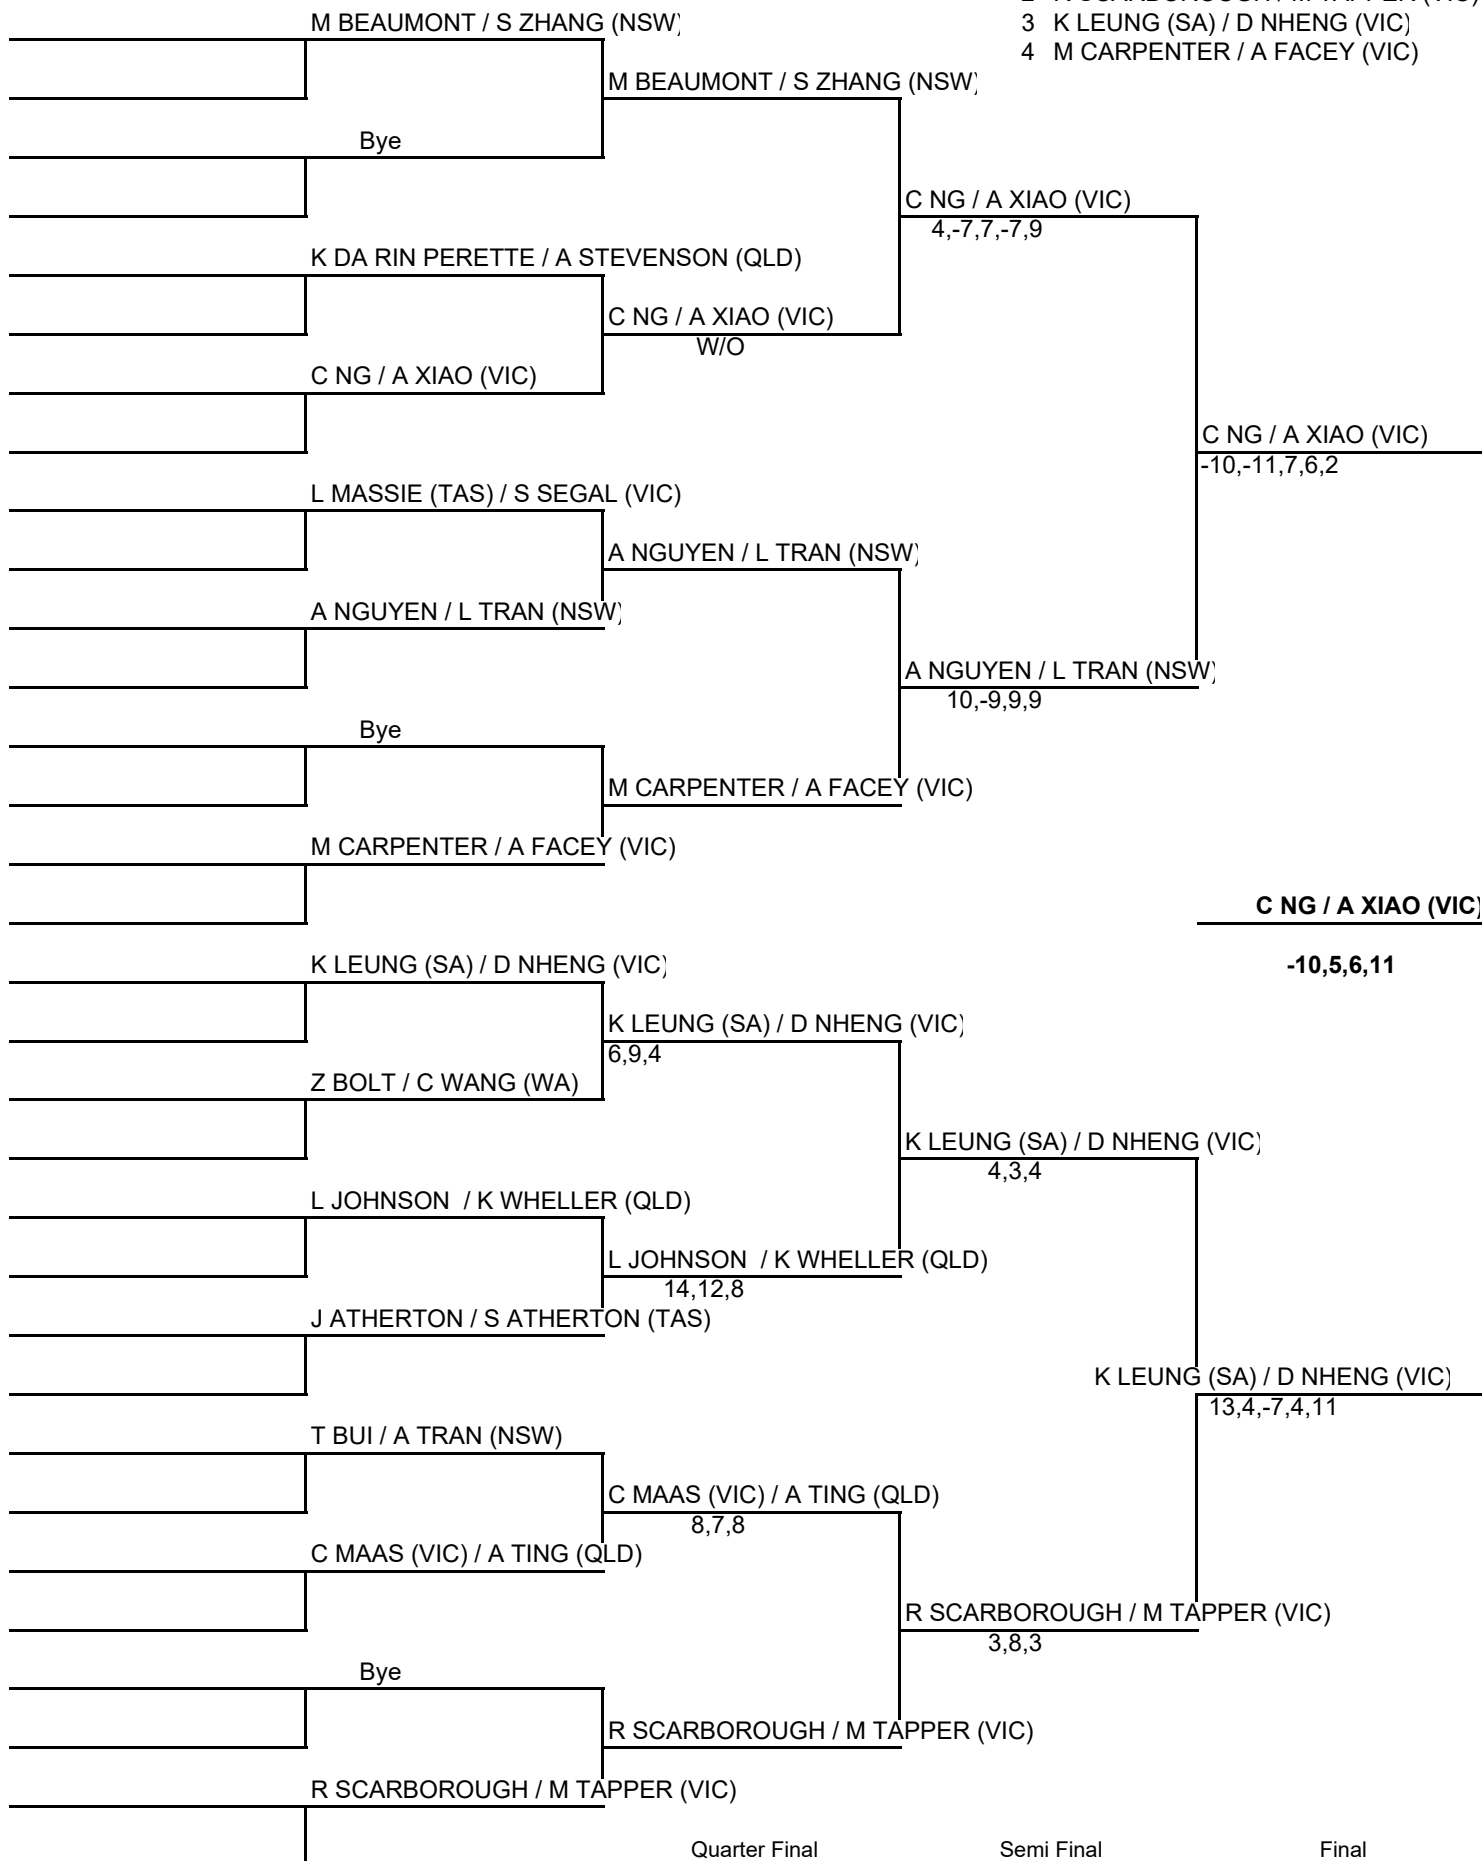 3 K LEUNG (SA) / D NHENG (VIC)
4 M CARPENTER / A FACEY (VIC)
M BEAUMONT / S ZHANG (NSW)
M BEAUMONT / S ZHANG (NSW)
Bye
C NG / A XIAO (VIC)
4,-7,7,-7,9
K DA RIN PERETTE / A STEVENSON (QLD)
C NG / A XIAO (VIC)
W/O
C NG / A XIAO (VIC)
C NG / A XIAO (VIC)
-10,-11,7,6,2
L MASSIE (TAS) / S SEGAL (VIC)
A NGUYEN / L TRAN (NSW)
A NGUYEN / L TRAN (NSW)
A NGUYEN / L TRAN (NSW)
10,-9,9,9
Bye
M CARPENTER / A FACEY (VIC)
M CARPENTER / A FACEY (VIC)
C NG / A XIAO (VIC)
-10,5,6,11
K LEUNG (SA) / D NHENG (VIC)
K LEUNG (SA) / D NHENG (VIC)
6,9,4
Z BOLT / C WANG (WA)
K LEUNG (SA) / D NHENG (VIC)
4,3,4
L JOHNSON / K WHELLER (QLD)
L JOHNSON / K WHELLER (QLD)
14,12,8
J ATHERTON / S ATHERTON (TAS)
K LEUNG (SA) / D NHENG (VIC)
13,4,-7,4,11
T BUI / A TRAN (NSW)
C MAAS (VIC) / A TING (QLD)
8,7,8
C MAAS (VIC) / A TING (QLD)
R SCARBOROUGH / M TAPPER (VIC)
3,8,3
Bye
R SCARBOROUGH / M TAPPER (VIC)
R SCARBOROUGH / M TAPPER (VIC)
Quarter Final
Semi Final
Final